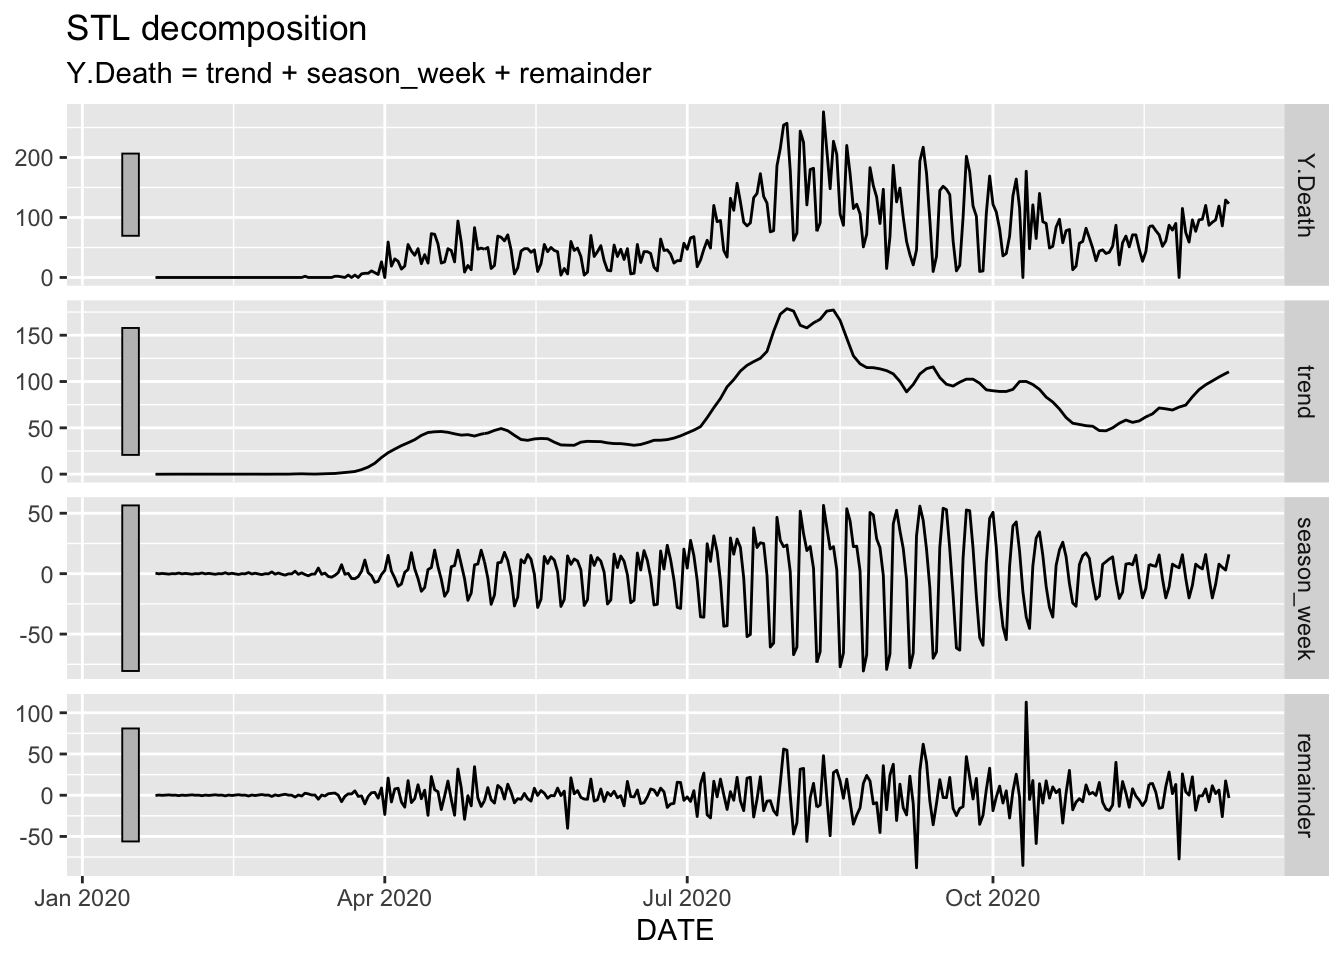 STL decomposition
Y.Death = trend + season_week + remainder
200
100
0
Y.Death
150
100
50
0
trend
50
0
-50
season_week
100
50
0
-50
remainder
Jan 2020 Apr 2020 Jul 2020 Oct 2020
DATE